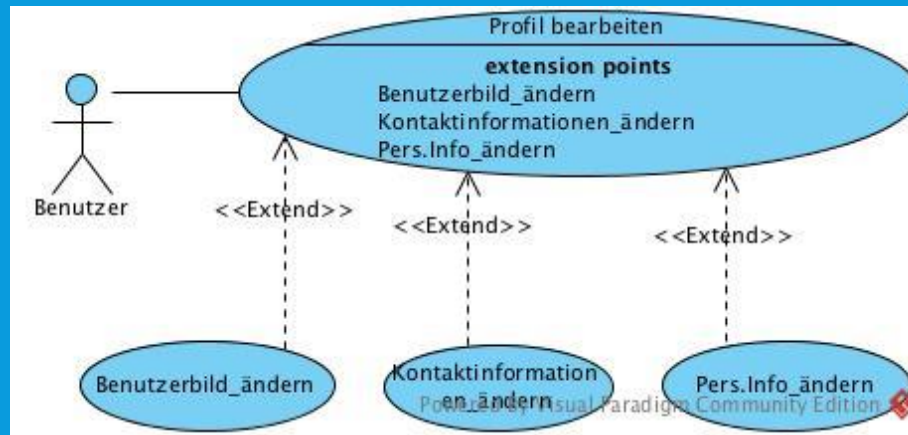 Profil bearbeiten
extension points
Benutzerbild_ändern
Kontaktinformationen_ändern
Pers.Info_ändern
Benutzer
<<Extend>>
<<Extend>>
<<Extend>>
Benutzerbild_ändern
Kontaktinformation
en_ändern
Pers.Info_ändern
Powered By Visual Paradigm Community Edition